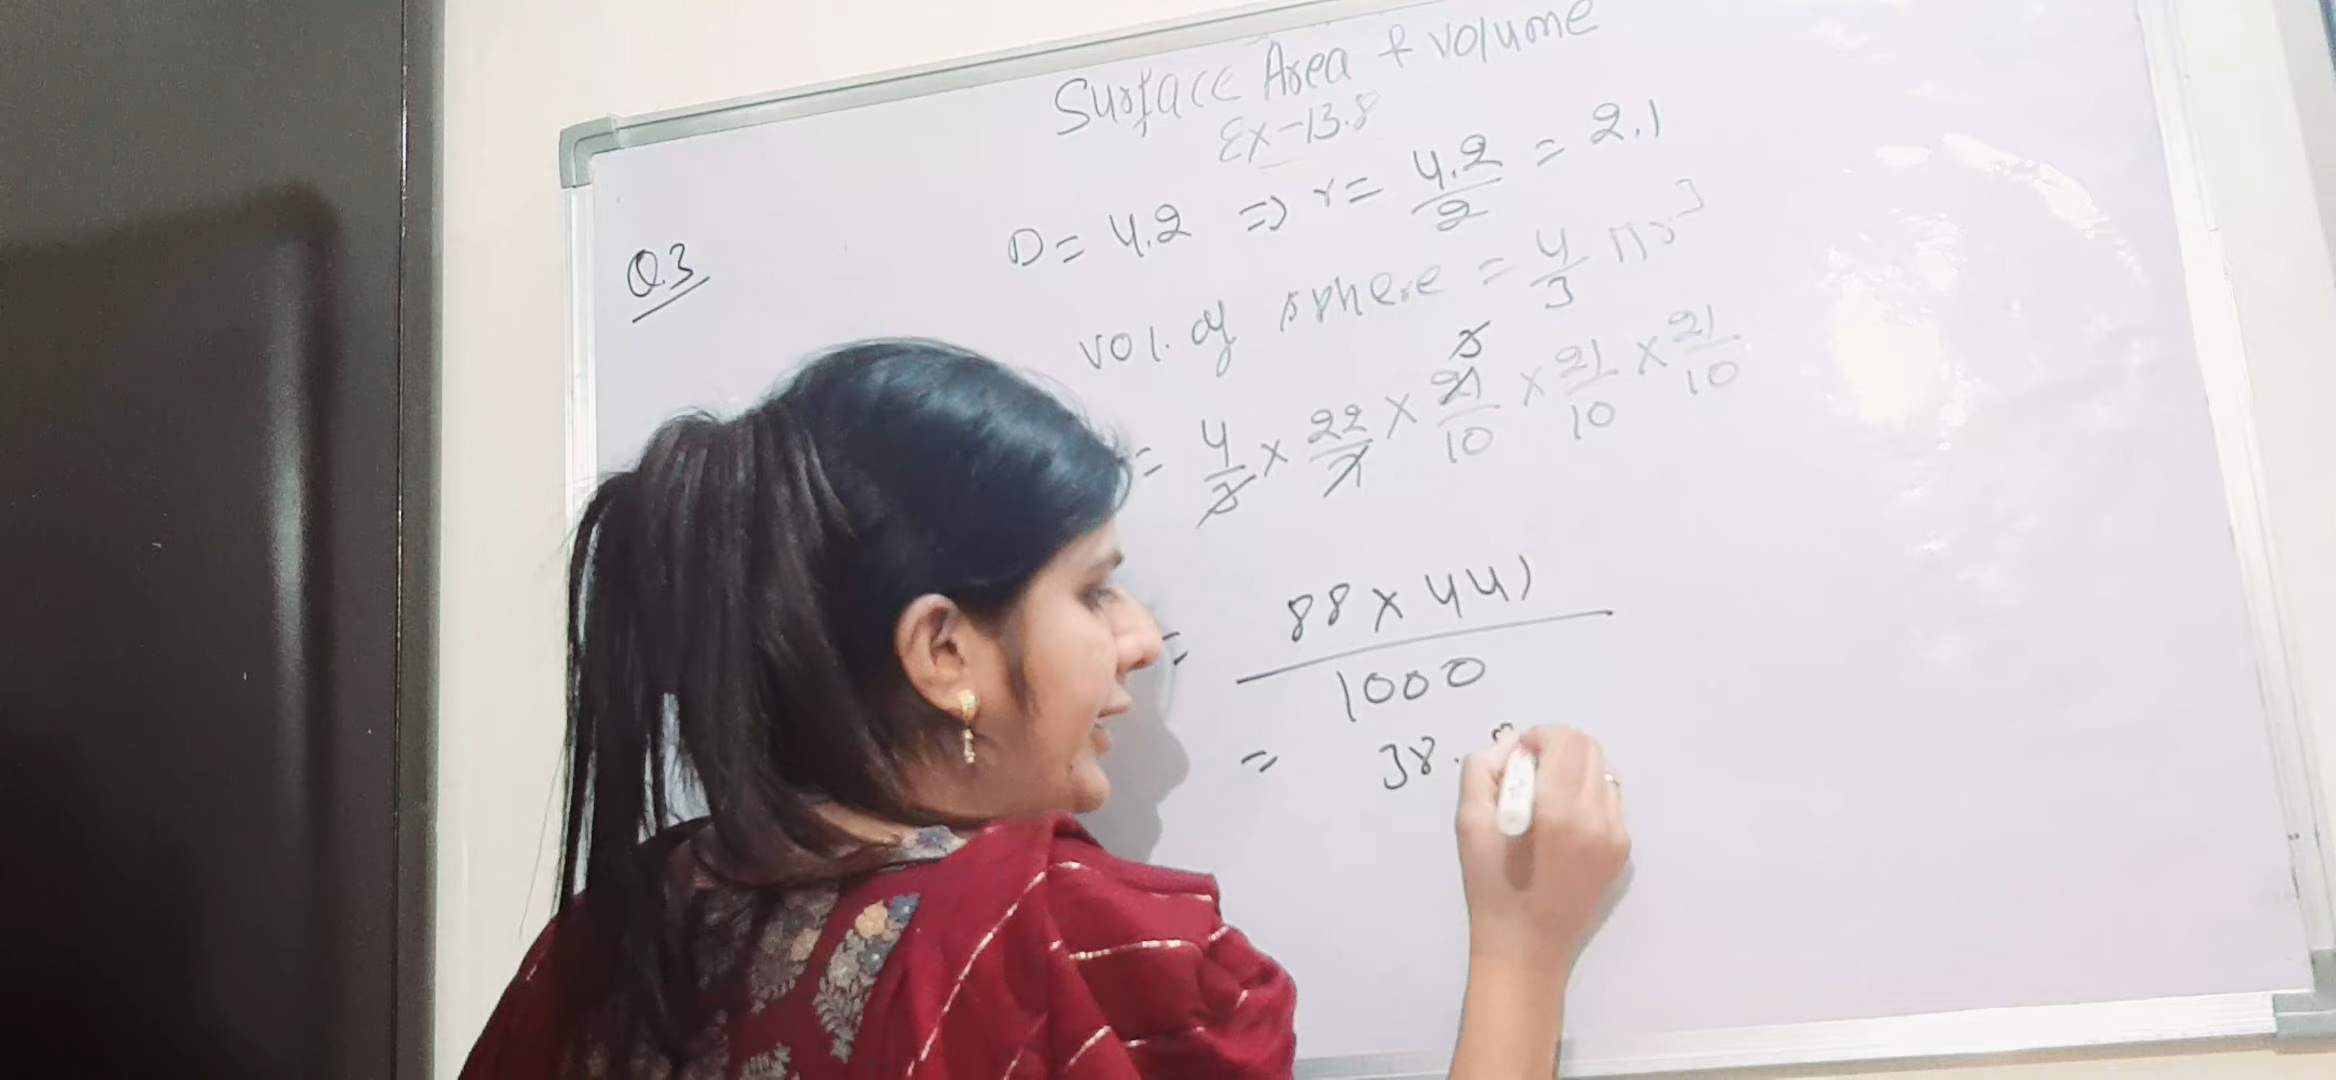 Surface Area & Volume
Ex-13.8
Q.3
D = 4.2 => r = 4.2/2 = 2.1
Vol. of sphere = 4/3 πr³
= 4/3 × 22/7 × 21/10 × 21/10 × 21/10
3
= 88 × 441 / 1000
= 38.